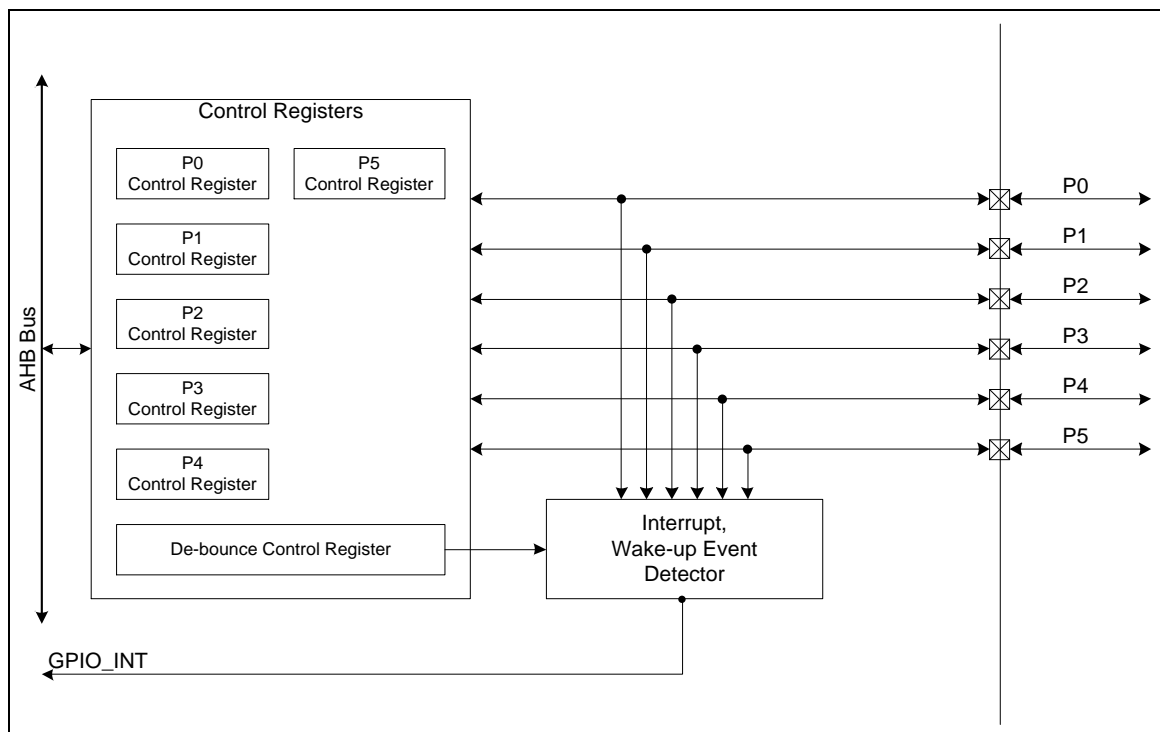 Control Registers
P0
Control Register
P5
Control Register
P1
Control Register
P2
Control Register
P3
Control Register
P4
Control Register
De-bounce Control Register
AHB Bus
Interrupt,
Wake-up Event
Detector
GPIO_INT
P0
P1
P2
P3
P4
P5